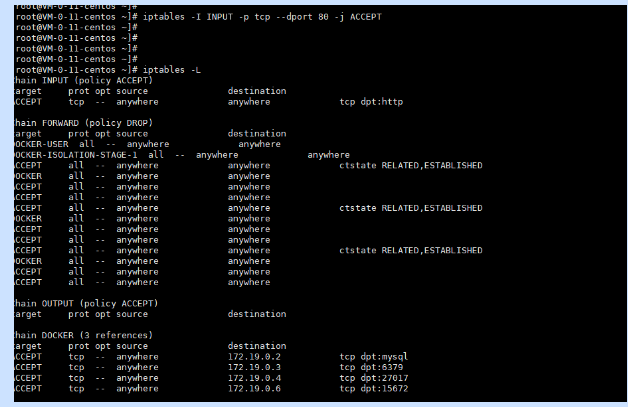 root@VM-0-11-centos ~]#
root@VM-0-11-centos ~]# iptables -I INPUT -p tcp --dport 80 -j ACCEPT
root@VM-0-11-centos ~]#
root@VM-0-11-centos ~]#
root@VM-0-11-centos ~]#
root@VM-0-11-centos ~]#
root@VM-0-11-centos ~]# iptables -L
hain INPUT (policy ACCEPT)
arget prot opt source destination
CCEPT tcp -- anywhere anywhere tcp dpt:http
hain FORWARD (policy DROP)
arget prot opt source destination
OCKER-USER all -- anywhere anywhere
OCKER-ISOLATION-STAGE-1 all -- anywhere anywhere
CCEPT all -- anywhere anywhere ctstate RELATED,ESTABLISHED
OCKER all -- anywhere anywhere
CCEPT all -- anywhere anywhere
CCEPT all -- anywhere anywhere
CCEPT all -- anywhere anywhere ctstate RELATED,ESTABLISHED
OCKER all -- anywhere anywhere
CCEPT all -- anywhere anywhere
CCEPT all -- anywhere anywhere
CCEPT all -- anywhere anywhere ctstate RELATED,ESTABLISHED
OCKER all -- anywhere anywhere
CCEPT all -- anywhere anywhere
CCEPT all -- anywhere anywhere
hain OUTPUT (policy ACCEPT)
arget prot opt source destination
hain DOCKER (3 references)
arget prot opt source destination
CCEPT tcp -- anywhere 172.19.0.2 tcp dpt:mysql
CCEPT tcp -- anywhere 172.19.0.3 tcp dpt:6379
CCEPT tcp -- anywhere 172.19.0.4 tcp dpt:27017
CCEPT tcp -- anywhere 172.19.0.6 tcp dpt:15672